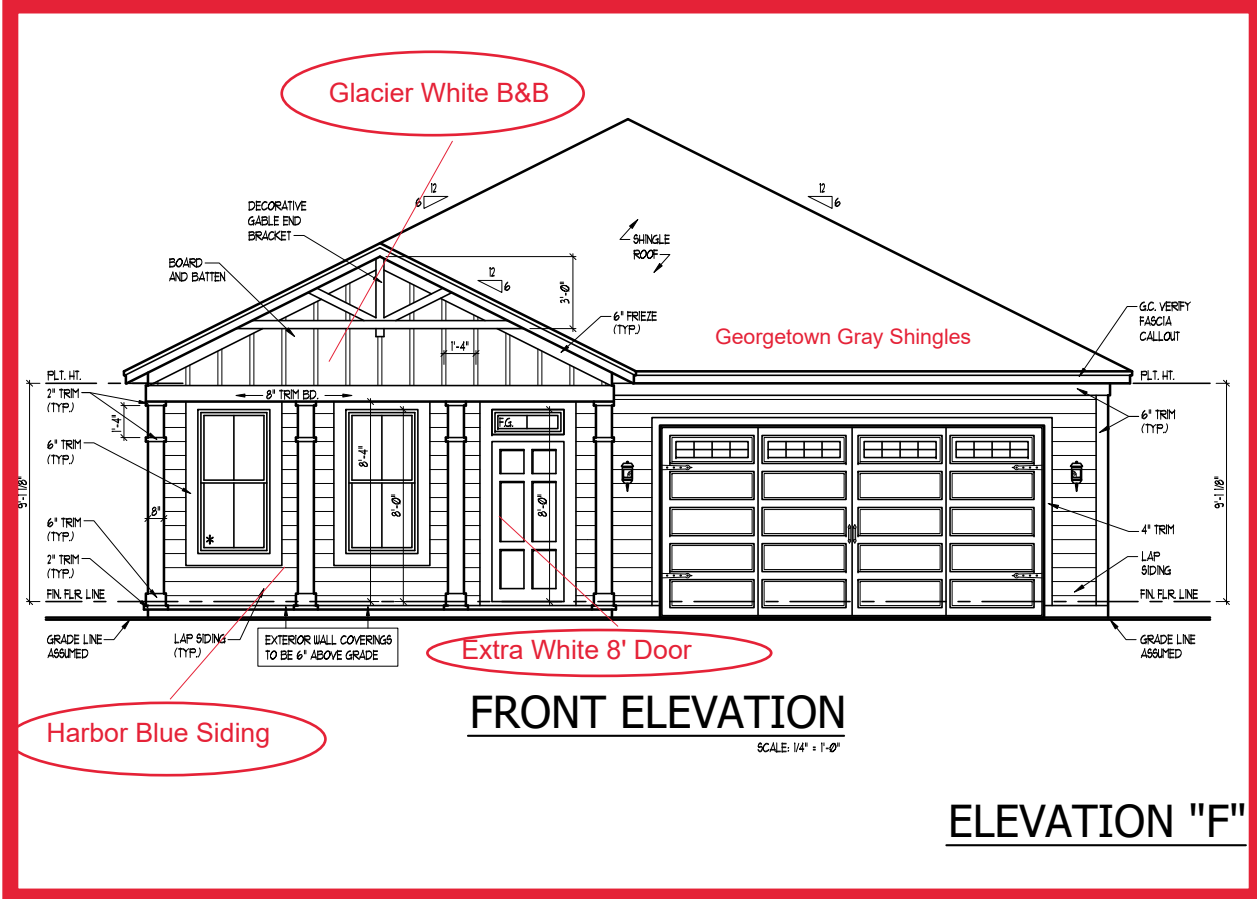 Glacier White B&B
12
6
12
6
DECORATIVE
GABLE END
BRACKET
SHINGLE
ROOF
BOARD
AND BATTEN
12
6
3'-0"
6" FRIEZE
(TYP.)
G.C. VERIFY
FASCIA
CALLOUT
Georgetown Gray Shingles
1'-4"
PLT. HT.
PLT. HT.
2" TRIM
(TYP.)
8" TRIM BD.
1'-4"
6" TRIM
(TYP.)
F.G.
6" TRIM
(TYP.)
8'-4"
9'-1 1/8"
8'-0"
8'-0"
9'-1 1/8"
8"
*
6" TRIM
(TYP.)
4" TRIM
2" TRIM
(TYP.)
LAP
SIDING
FIN. FLR. LINE
FIN. FLR. LINE
GRADE LINE
ASSUMED
LAP SIDING
(TYP.)
EXTERIOR WALL COVERINGS
TO BE 6" ABOVE GRADE
Extra White 8' Door
GRADE LINE
ASSUMED
Harbor Blue Siding
FRONT ELEVATION
SCALE: 1/4" = 1'-0"
ELEVATION "F"